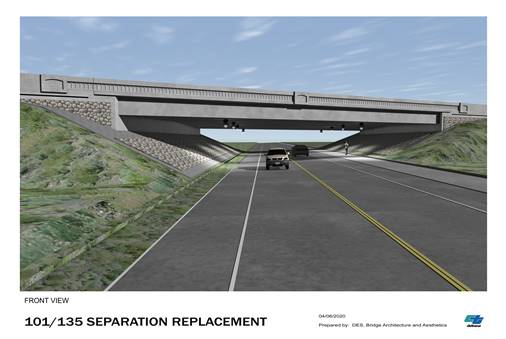 FRONT VIEW
101/135 SEPARATION REPLACEMENT
04/06/2020
Prepared by: DES, Bridge Architecture and Aesthetics